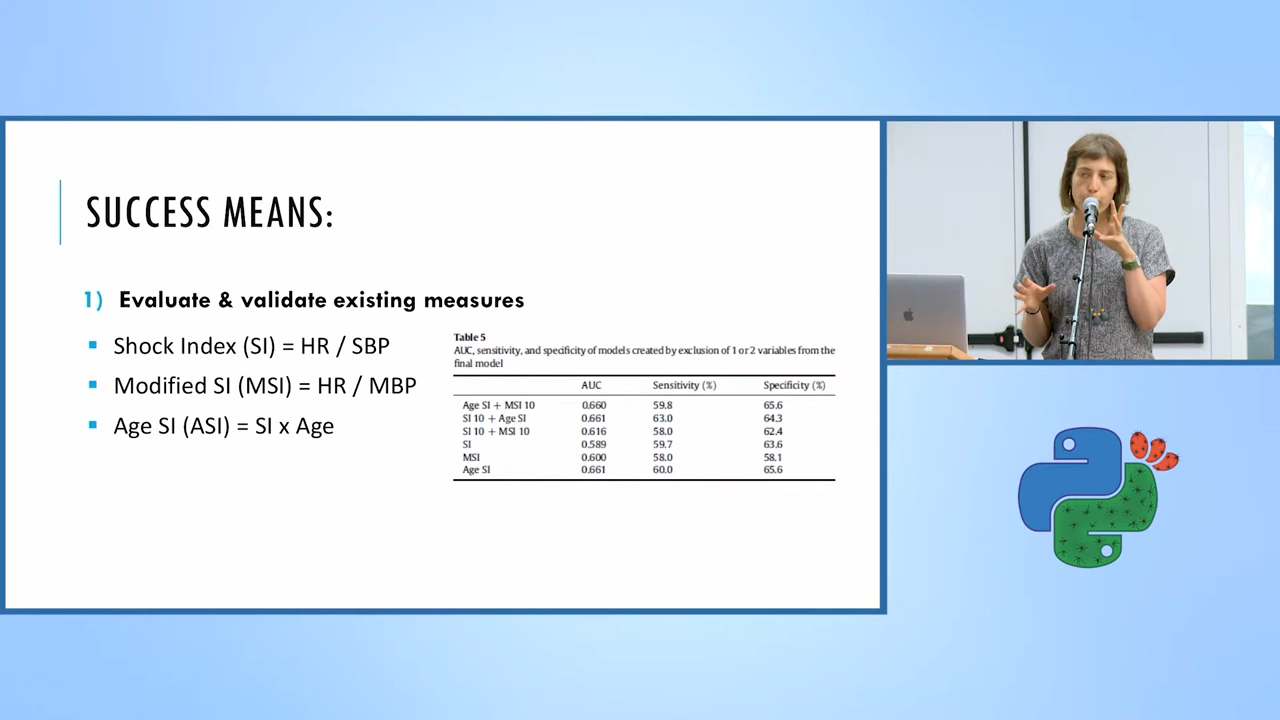 SUCCESS MEANS:
1) Evaluate & validate existing measures
Shock Index (SI) = HR / SBP
Modified SI (MSI) = HR / MBP
Age SI (ASI) = SI x Age
Table 5
AUC, sensitivity, and specificity of models created by exclusion of 1 or 2 variables from the
final model
AUC Sensitivity (%) Specificity (%)
Age SI + MSI 10 0.660 59.8 65.6
SI 10 + Age SI 0.661 63.0 64.3
SI 10 + MSI 10 0.616 58.0 62.4
SI 0.589 59.7 63.6
MSI 0.600 58.0 58.1
Age SI 0.661 60.0 65.6